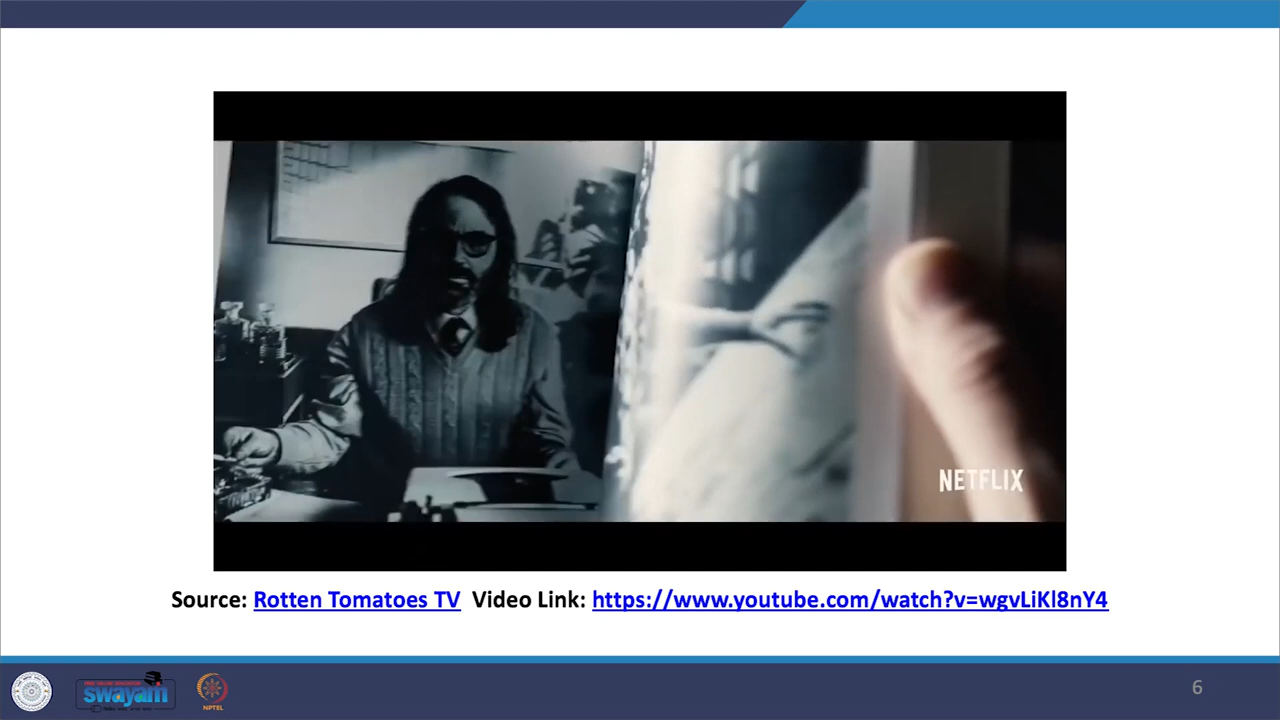 NETFLIX
Source: Rotten Tomatoes TV Video Link: https://www.youtube.com/watch?v=wgvLiKl8nY4
swayam
NPTEL
6